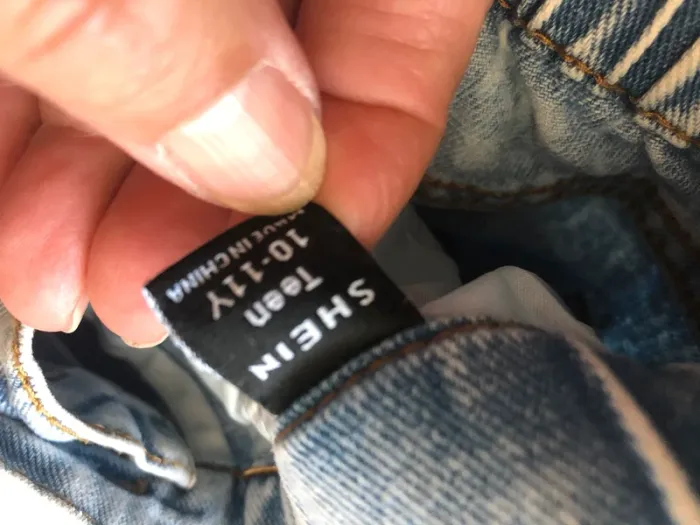 SHEIN
Teen
10-11Y
MADE IN CHINA